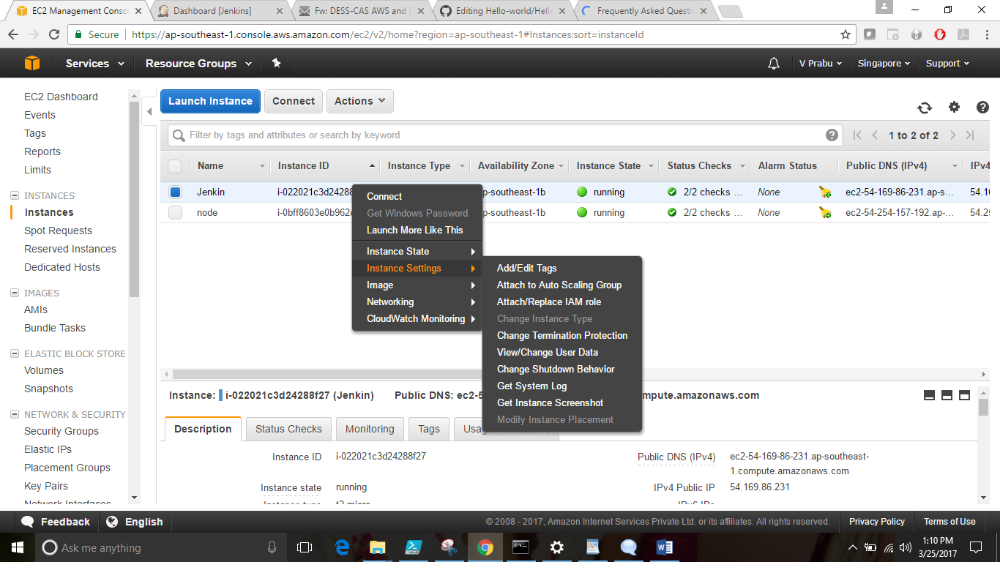 EC2 Management Conso
Dashboard [Jenkins]
Fw: DESS-CAS AWS and D
Editing Hello-world/Hello
Frequently Asked Questi
Secure
https://ap-southeast-1.console.aws.amazon.com/ec2/v2/home?region=ap-southeast-1#Instances:sort=instanceId
Services Resource Groups V Prabu Singapore Support
EC2 Dashboard
Events
Tags
Reports
Limits
INSTANCES
Instances
Spot Requests
Reserved Instances
Dedicated Hosts
IMAGES
AMIs
Bundle Tasks
ELASTIC BLOCK STORE
Volumes
Snapshots
NETWORK & SECURITY
Security Groups
Elastic IPs
Placement Groups
Key Pairs
Network Interfaces
Launch Instance Connect Actions
Filter by tags and attributes or search by keyword
1 to 2 of 2
Name Instance ID Instance Type Availability Zone Instance State Status Checks Alarm Status Public DNS (IPv4) IPv4
Jenkin i-022021c3d24288 p-southeast-1b running 2/2 checks ... None ec2-54-169-86-231.ap-s... 54.16
node i-0bff8603e0b962e p-southeast-1b running 2/2 checks ... None ec2-54-254-157-192.ap-... 54.25
Connect
Get Windows Password
Launch More Like This
Instance State
Instance Settings
Image
Networking
CloudWatch Monitoring
Add/Edit Tags
Attach to Auto Scaling Group
Attach/Replace IAM role
Change Instance Type
Change Termination Protection
View/Change User Data
Change Shutdown Behavior
Get System Log
Get Instance Screenshot
Modify Instance Placement
Instance: i-022021c3d24288f27 (Jenkin) Public DNS: ec2-5 mpute.amazonaws.com
Description Status Checks Monitoring Tags Usage Instructions
Instance ID i-022021c3d24288f27
Public DNS (IPv4) ec2-54-169-86-231.ap-southeast-
1.compute.amazonaws.com
Instance state running
IPv4 Public IP 54.169.86.231
Instance type t2.micro
IPv6 IPs
Feedback English
© 2008 - 2017, Amazon Internet Services Private Ltd. or its affiliates. All rights reserved. Privacy Policy Terms of Use
Ask me anything
1:10 PM
3/25/2017